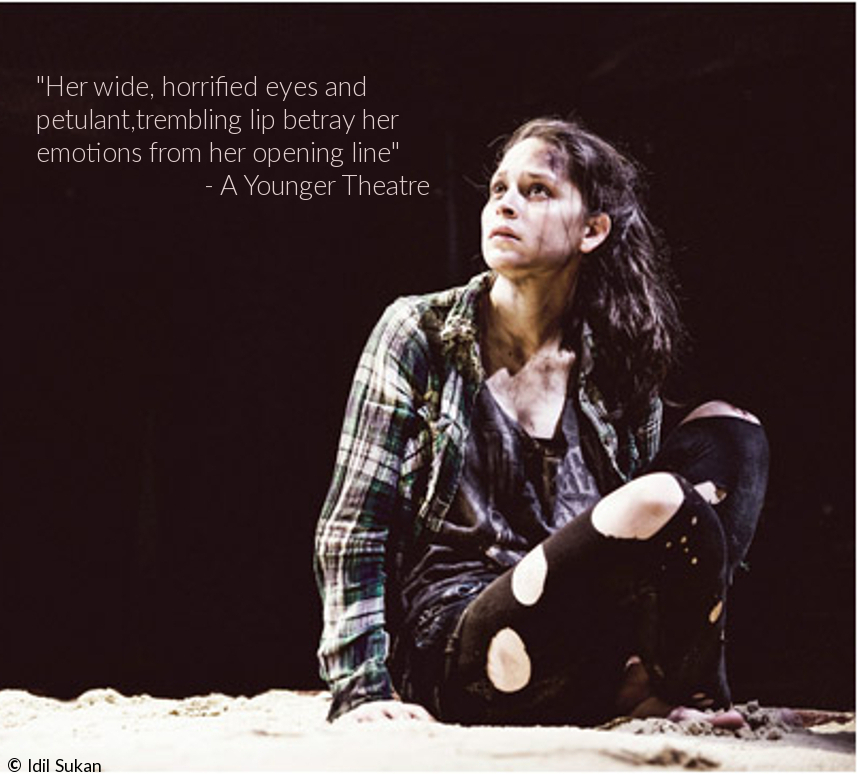 "Her wide, horrified eyes and
petulant,trembling lip betray her
emotions from her opening line"
- A Younger Theatre
© Idil Sukan